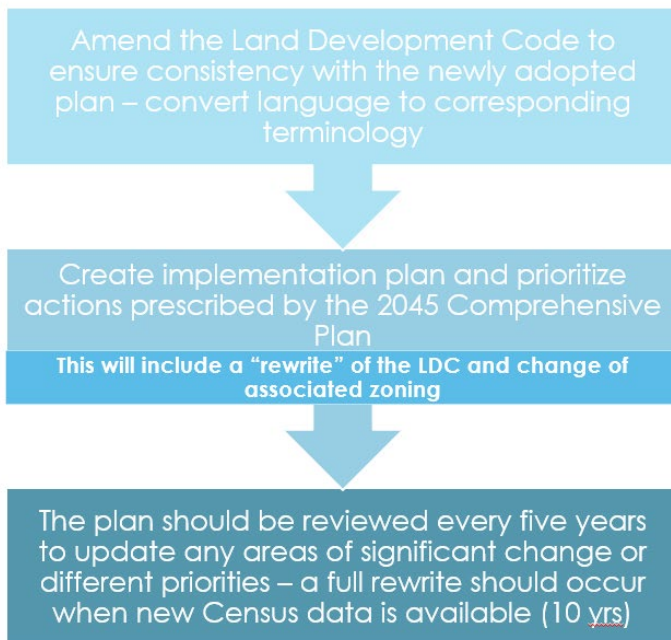 Amend the Land Development Code to
ensure consistency with the newly adopted
plan – convert language to corresponding
terminology
Create implementation plan and prioritize
actions prescribed by the 2045 Comprehensive
Plan
This will include a “rewrite” of the LDC and change of
associated zoning
The plan should be reviewed every five years
to update any areas of significant change or
different priorities – a full rewrite should occur
when new Census data is available (10 yrs)